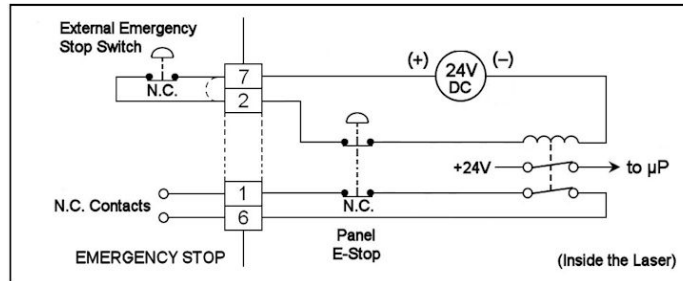 External Emergency
Stop Switch
N.C.
7
2
(+)
24V
DC
(–)
+24V
to µP
N.C. Contacts
1
6
N.C.
Panel
E-Stop
EMERGENCY STOP
(Inside the Laser)